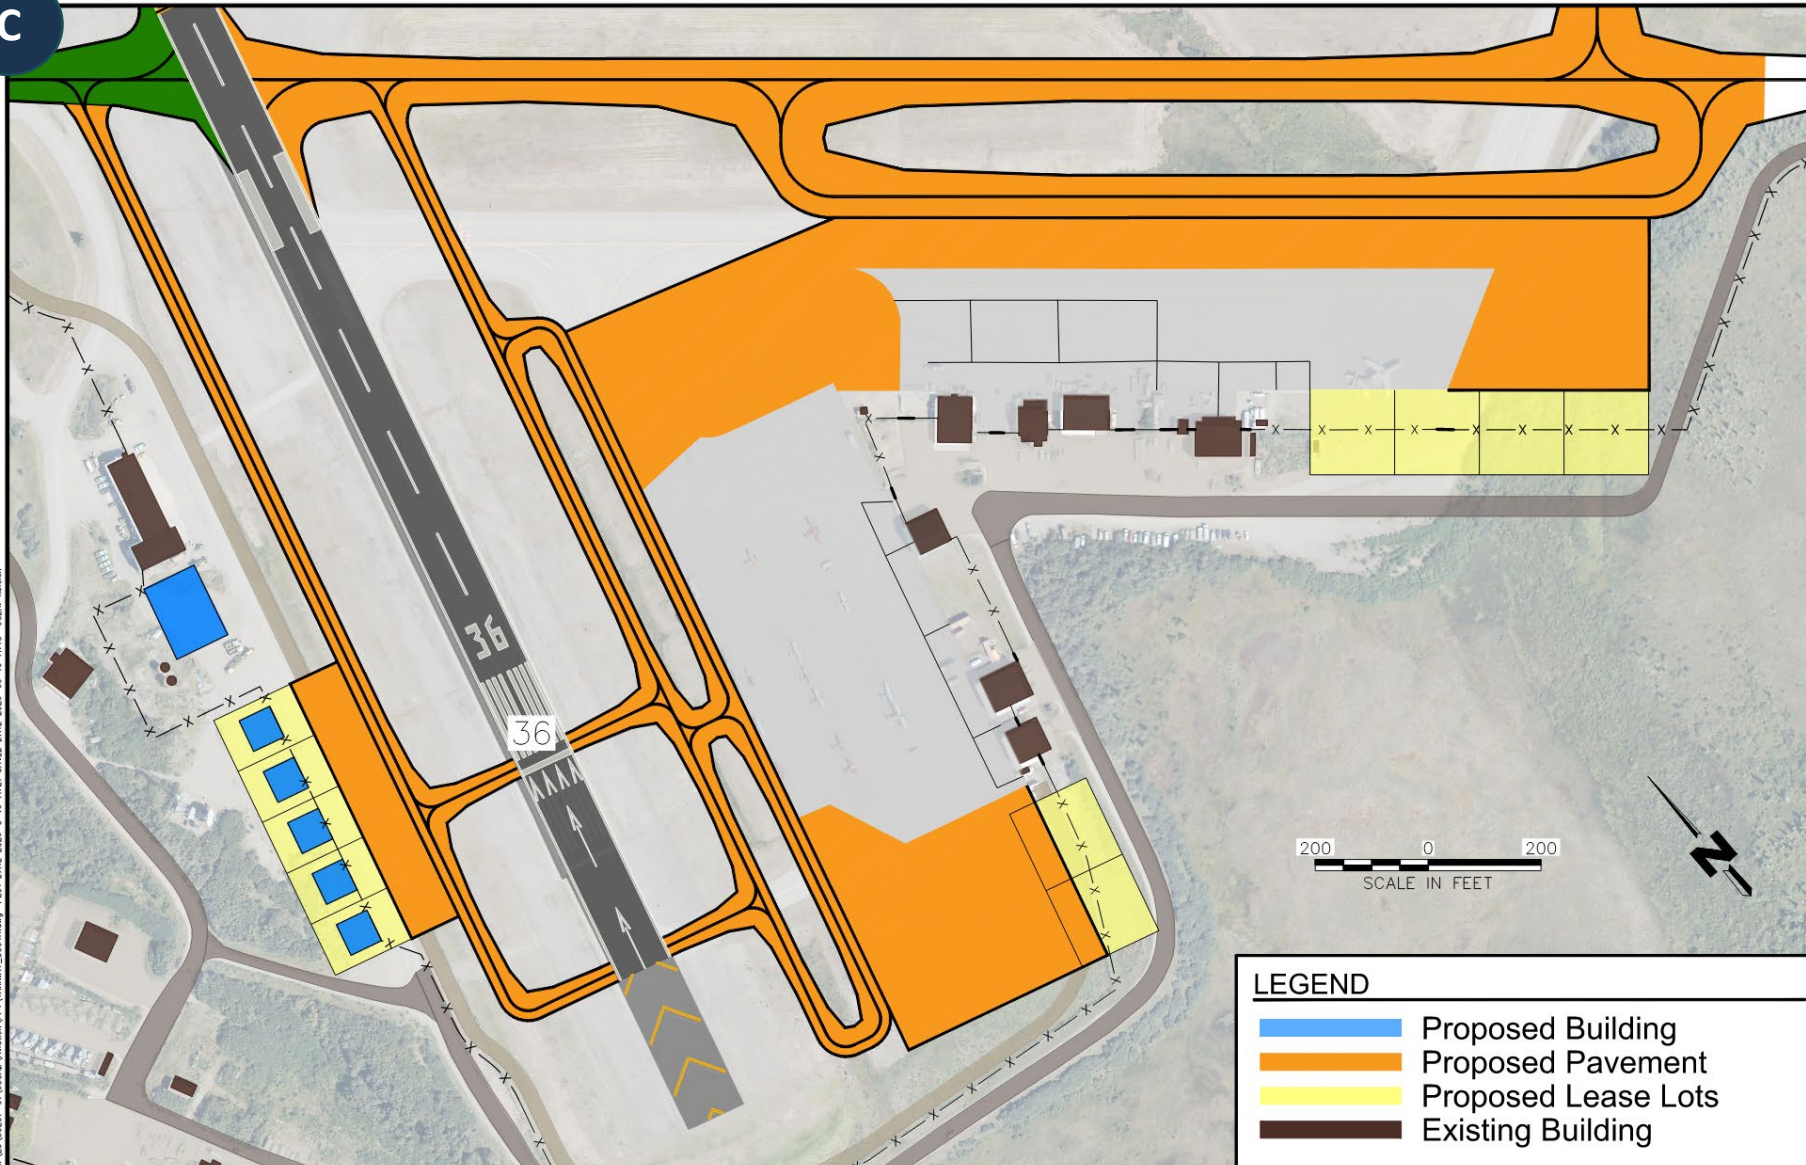 C
36
36
N
200 0 200
SCALE IN FEET
LEGEND
Proposed Building
Proposed Pavement
Proposed Lease Lots
Existing Building